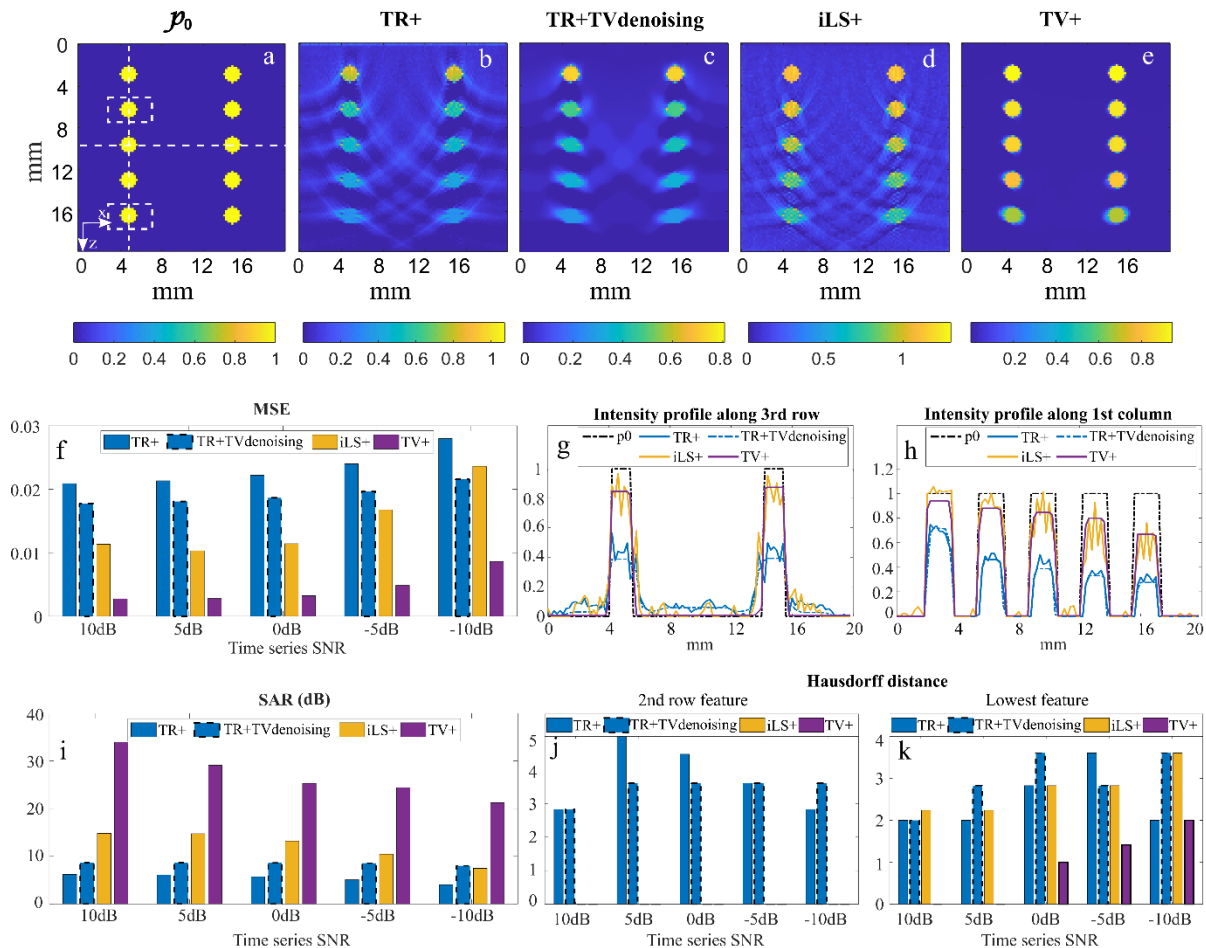 p₀ TR+ TR+TVdenoising iLS+ TV+
0 a b c d e
4
8
mm
12
16
x
z
0 4 8 12 16 0 4 8 12 16 0 4 8 12 16 0 4 8 12 16 0 4 8 12 16
mm mm mm mm mm
0 0.2 0.4 0.6 0.8 1 0 0.2 0.4 0.6 0.8 1 0 0.2 0.4 0.6 0.8 0.5 1 0.2 0.4 0.6 0.8
MSE
0.03
f
TR+ TR+TVdenoising iLS+ TV+
0.02
0.01
0
10dB 5dB 0dB -5dB -10dB
Time series SNR
Intensity profile along 3rd row
g
p0 TR+ TR+TVdenoising
iLS+ TV+
1
0.8
0.6
0.4
0.2
0
0 4 8 12 16 20
mm
Intensity profile along 1st column
h
p0 TR+ TR+TVdenoising
iLS+ TV+
1.2
1
0.8
0.6
0.4
0.2
0
0 4 8 12 16 20
mm
SAR (dB)
40
i
TR+ TR+TVdenoising iLS+ TV+
30
20
10
0
10dB 5dB 0dB -5dB -10dB
Time series SNR
Hausdorff distance
2nd row feature
TR+ TR+TVdenoising iLS+ TV+
5
j
4
3
2
1
0
10dB 5dB 0dB -5dB -10dB
Time series SNR
Lowest feature
TR+ TR+TVdenoising iLS+ TV+
4
k
3
2
1
0
10dB 5dB 0dB -5dB -10dB
Time series SNR